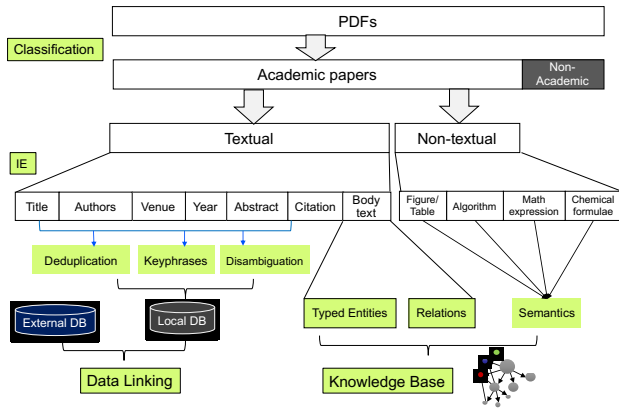 PDFs
Classification
Academic papers
Non-
Academic
Textual
Non-textual
IE
Title
Authors
Venue
Year
Abstract
Citation
Body
text
Figure/
Table
Algorithm
Math
expression
Chemical
formulae
Deduplication
Keyphrases
Disambiguation
External DB
Local DB
Typed Entities
Relations
Semantics
Data Linking
Knowledge Base